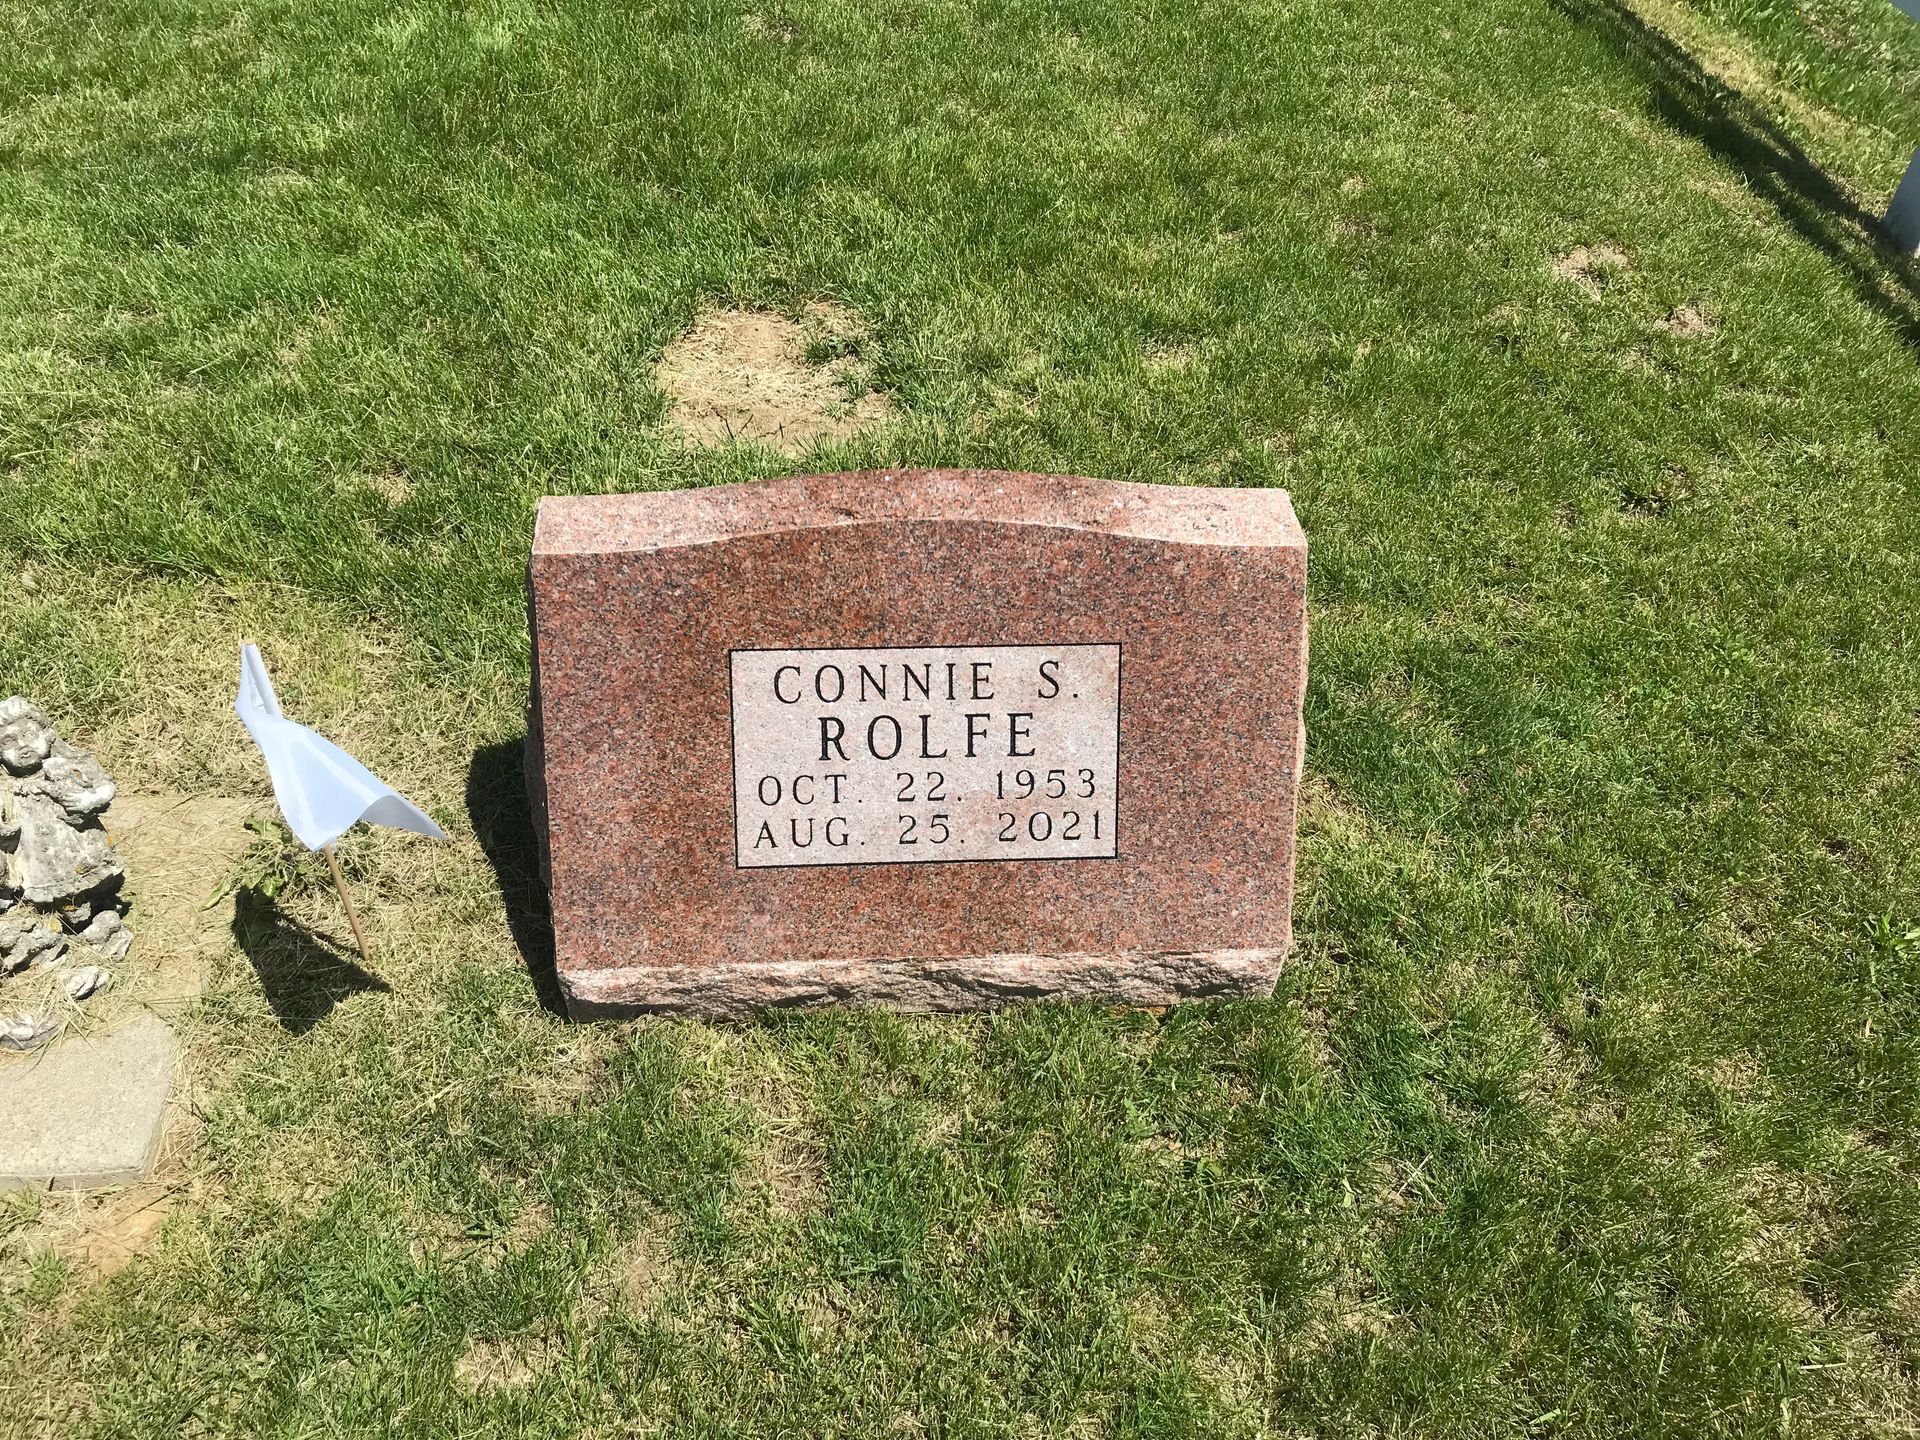 CONNIE S.
ROLFE
OCT. 22. 1953
AUG. 25. 2021